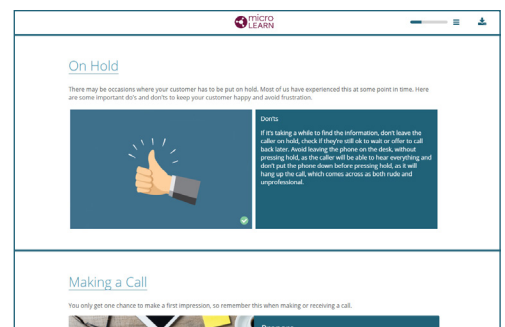 micro
LEARN
On Hold
There may be occasions where your customer has to be put on hold. Most of us have experienced this at some point in time. Here
are some important do's and don'ts to keep your customer happy and avoid frustration.
Don'ts
If it's taking a while to find the information, don't leave the
caller on hold, check if they're still ok to wait or offer to call
back later. Avoid leaving the phone on the desk, without
pressing hold, as the caller will be able to hear everything and
don't put the phone down before pressing hold, as it will
hang up the call, which comes across as both rude and
unprofessional.
Making a Call
You only get one chance to make a first impression, so remember this when making or receiving a call.